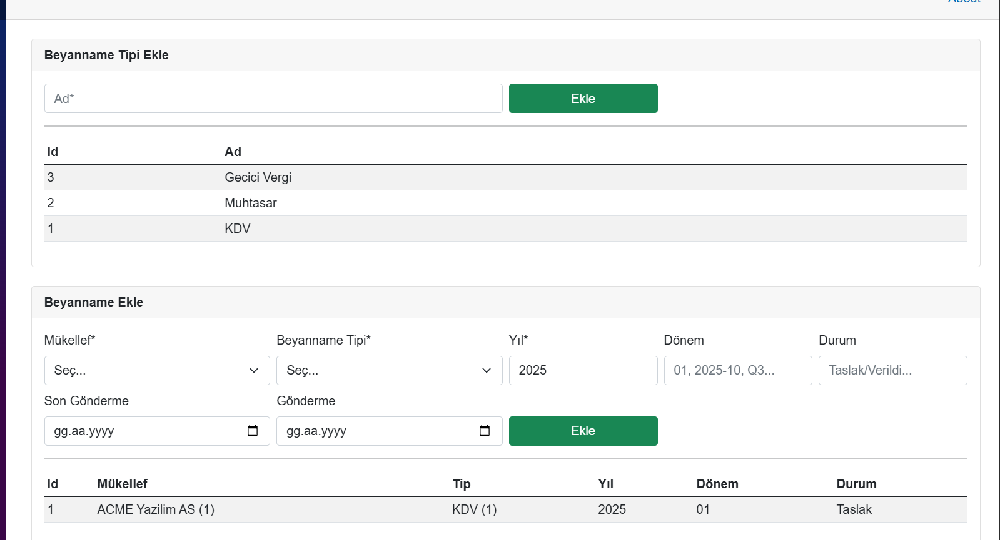 About
Beyanname Tipi Ekle
Ad*
Ekle
Id Ad
3 Gecici Vergi
2 Muhtasar
1 KDV
Beyanname Ekle
Mükellef* Beyanname Tipi* Yıl* Dönem Durum
Seç... Seç... 2025 01, 2025-10, Q3... Taslak/Verildi...
Son Gönderme Gönderme
gg.aa.yyyy gg.aa.yyyy Ekle
Id Mükellef Tip Yıl Dönem Durum
1 ACME Yazilim AS (1) KDV (1) 2025 01 Taslak